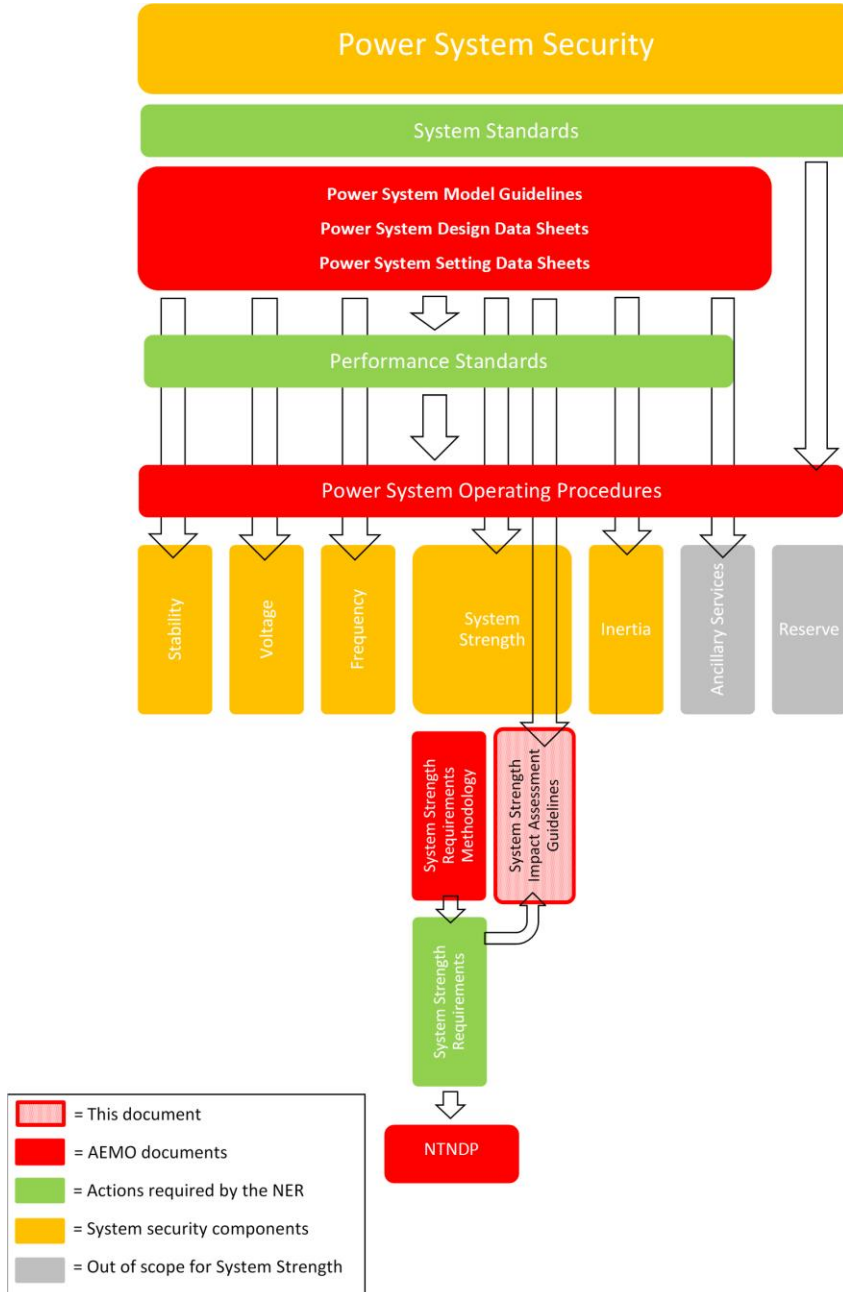 Power System Security
System Standards
Power System Model Guidelines
Power System Design Data Sheets
Power System Setting Data Sheets
Performance Standards
Power System Operating Procedures
Stability
Voltage
Frequency
System
Strength
Inertia
Ancillary Services
Reserve
System Strength
Requirements
Methodology
System Strength
Impact Assessment
Guidelines
System Strength
Requirements
NTNDP
= This document
= AEMO documents
= Actions required by the NER
= System security components
= Out of scope for System Strength